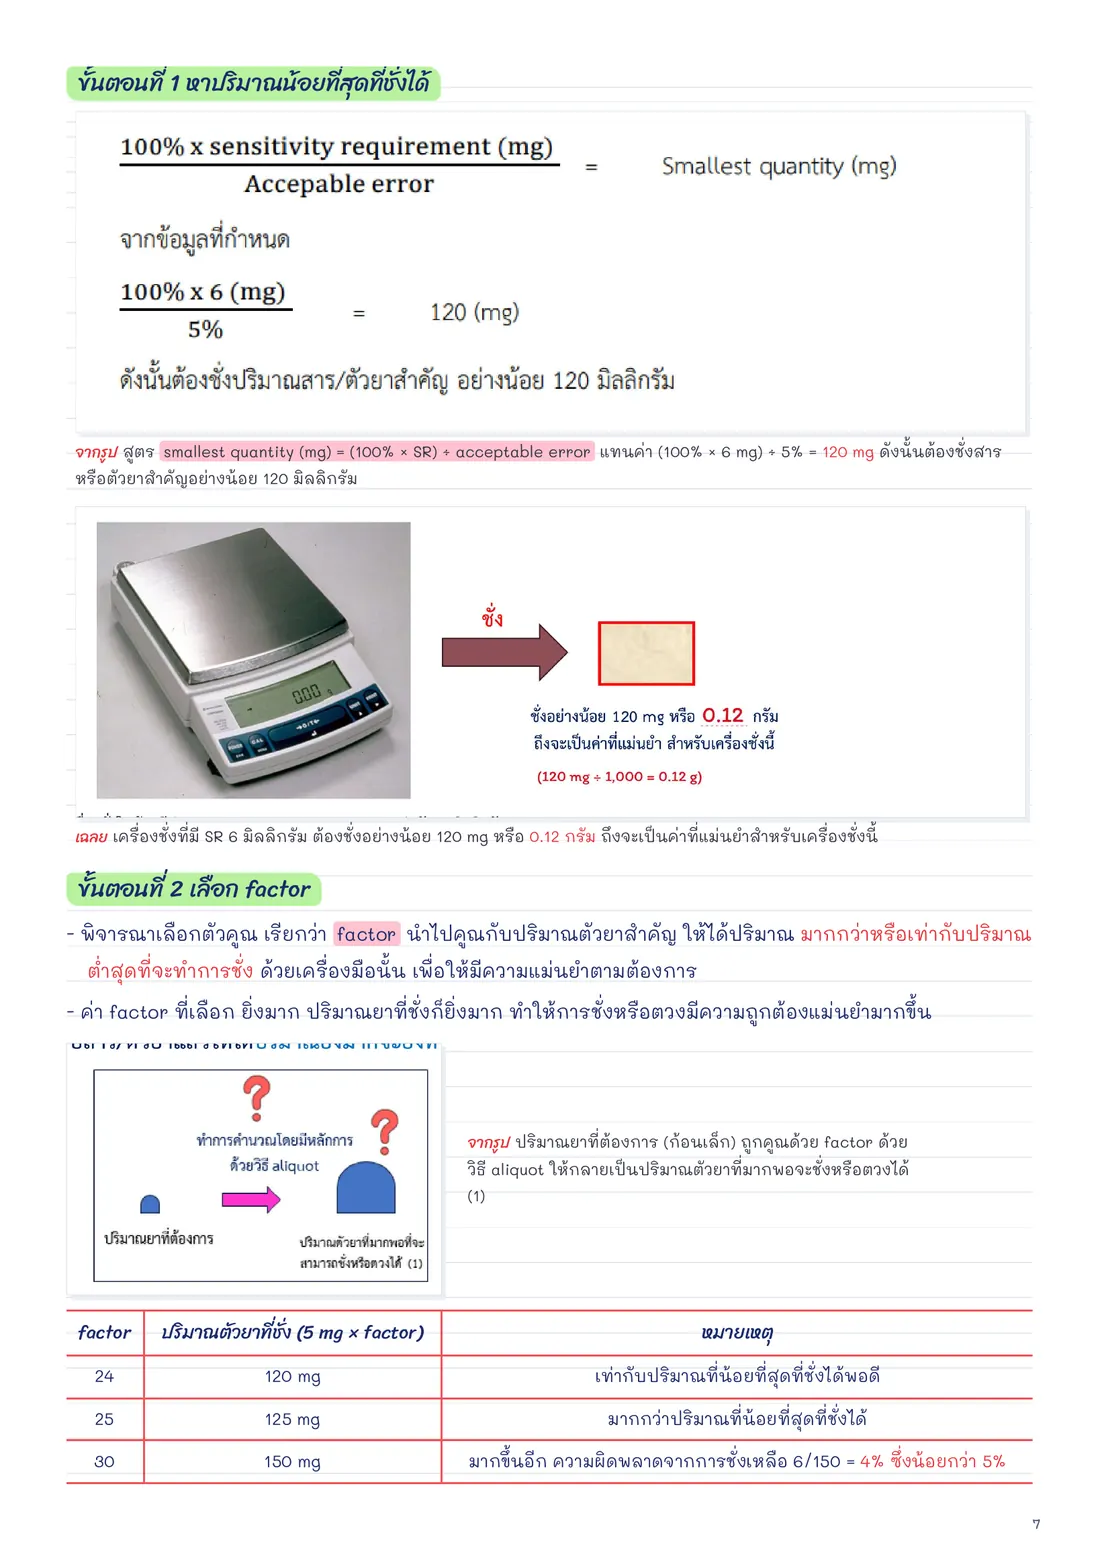 ขั้นตอนที่ 1 หาปริมาณน้อยที่สุดที่ชั่งได้
100% x sensitivity requirement (mg)
Accepable error
= Smallest quantity (mg)
จากข้อมูลที่กำหนด
100% x 6 (mg)
5%
= 120 (mg)
ดังนั้นต้องชั่งปริมาณสาร/ตัวยาสำคัญ อย่างน้อย 120 มิลลิกรัม
จากรูป สูตร smallest quantity (mg) = (100% × SR) ÷ acceptable error แทนค่า (100% × 6 mg) ÷ 5% = 120 mg ดังนั้นต้องชั่งสาร
หรือตัวยาสำคัญอย่างน้อย 120 มิลลิกรัม
ชั่ง
0.00
ชั่งอย่างน้อย 120 mg หรือ 0.12 กรัม
ถึงจะเป็นค่าที่แม่นยำ สำหรับเครื่องชั่งนี้
(120 mg ÷ 1,000 = 0.12 g)
เฉลย เครื่องชั่งที่มี SR 6 มิลลิกรัม ต้องชั่งอย่างน้อย 120 mg หรือ 0.12 กรัม ถึงจะเป็นค่าที่แม่นยำสำหรับเครื่องชั่งนี้
ขั้นตอนที่ 2 เลือก factor
- พิจารณาเลือกตัวคูณ เรียกว่า factor นำไปคูณกับปริมาณตัวยาสำคัญ ให้ได้ปริมาณ มากกว่าหรือเท่ากับปริมาณ
ต่ำสุดที่จะทำการชั่ง ด้วยเครื่องมือนั้น เพื่อให้มีความแม่นยำตามต้องการ
- ค่า factor ที่เลือก ยิ่งมาก ปริมาณยาที่ชั่งก็ยิ่งมาก ทำให้การชั่งหรือตวงมีความถูกต้องแม่นยำมากขึ้น
? ?
ทำการคำนวณโดยมีหลักการ
ด้วยวิธี aliquot
ปริมาณยาที่ต้องการ
ปริมาณตัวยาที่มากพอที่จะ
สามารถชั่งหรือตวงได้ (1)
จากรูป ปริมาณยาที่ต้องการ (ก้อนเล็ก) ถูกคูณด้วย factor ด้วย
วิธี aliquot ให้กลายเป็นปริมาณตัวยาที่มากพอจะชั่งหรือตวงได้
(1)
factor ปริมาณตัวยาที่ชั่ง (5 mg × factor) หมายเหตุ
24 120 mg เท่ากับปริมาณที่น้อยที่สุดที่ชั่งได้พอดี
25 125 mg มากกว่าปริมาณที่น้อยที่สุดที่ชั่งได้
30 150 mg มากขึ้นอีก ความผิดพลาดจากการชั่งเหลือ 6/150 = 4% ซึ่งน้อยกว่า 5%
7